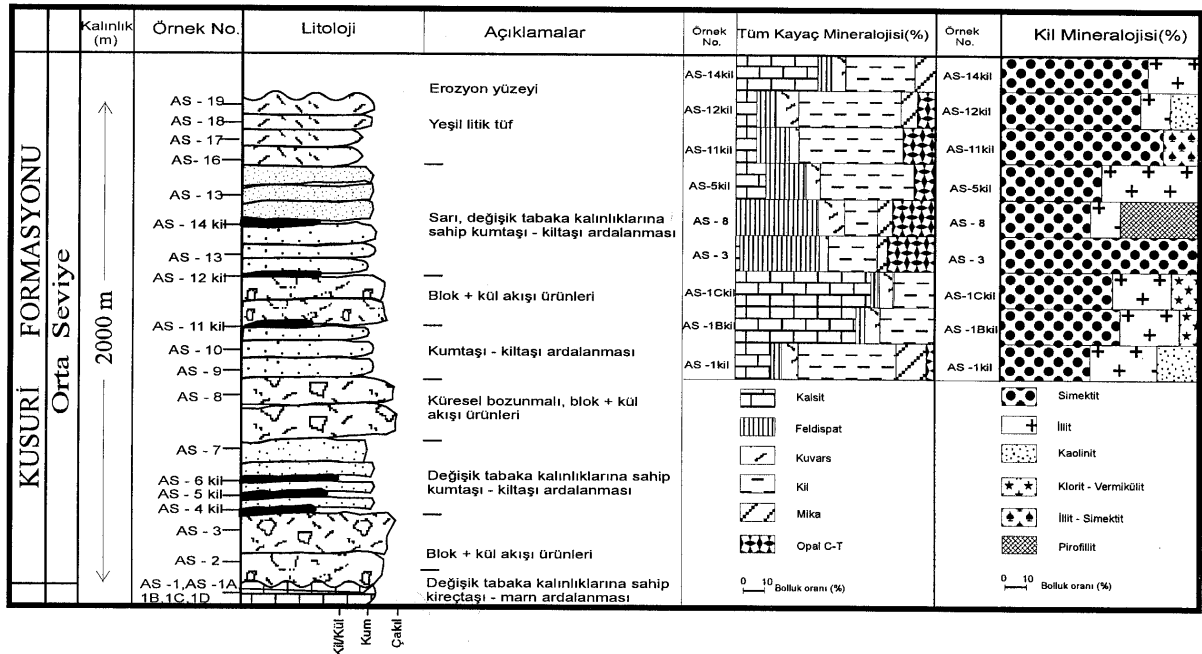 KUSURİ FORMASYONU
Orta Seviye
Kalınlık
(m)
2000 m
Örnek No.
Litoloji
Açıklamalar
AS - 19
AS - 18
AS - 17
AS - 16
AS - 13
AS - 14 kil
AS - 13
AS - 12 kil
AS - 11 kil
AS - 10
AS - 9
AS - 8
AS - 7
AS - 6 kil
AS - 5 kil
AS - 4 kil
AS - 3
AS - 2
AS -1,AS -1A
1B,1C,1D
Kil/Kül
Kum
Çakıl
Erozyon yüzeyi
Yeşil litik tüf
Sarı, değişik tabaka kalınlıklarına
sahip kumtaşı - kiltaşı ardalanması
Blok + kül akışı ürünleri
Kumtaşı - kiltaşı ardalanması
Küresel bozunmalı, blok + kül
akışı ürünleri
Değişik tabaka kalınlıklarına sahip
kumtaşı - kiltaşı ardalanması
Blok + kül akışı ürünleri
Değişik tabaka kalınlıklarına sahip
kireçtaşı - marn ardalanması
Örnek
No.
Tüm Kayaç Mineralojisi(%)
AS-14kil
AS-12kil
AS-11kil
AS-5kil
AS - 8
AS - 3
AS-1Ckil
AS -1Bkil
AS -1kil
Kalsit
Feldispat
Kuvars
Kil
Mika
Opal C-T
0 10
Bolluk oranı (%)
Örnek
No.
Kil Mineralojisi(%)
AS-14kil
AS-12kil
AS-11kil
AS-5kil
AS - 8
AS - 3
AS-1Ckil
AS -1Bkil
AS -1kil
Simektit
İllit
Kaolinit
Klorit - Vermikülit
İllit - Simektit
Pirofillit
0 10
Bolluk oranı (%)